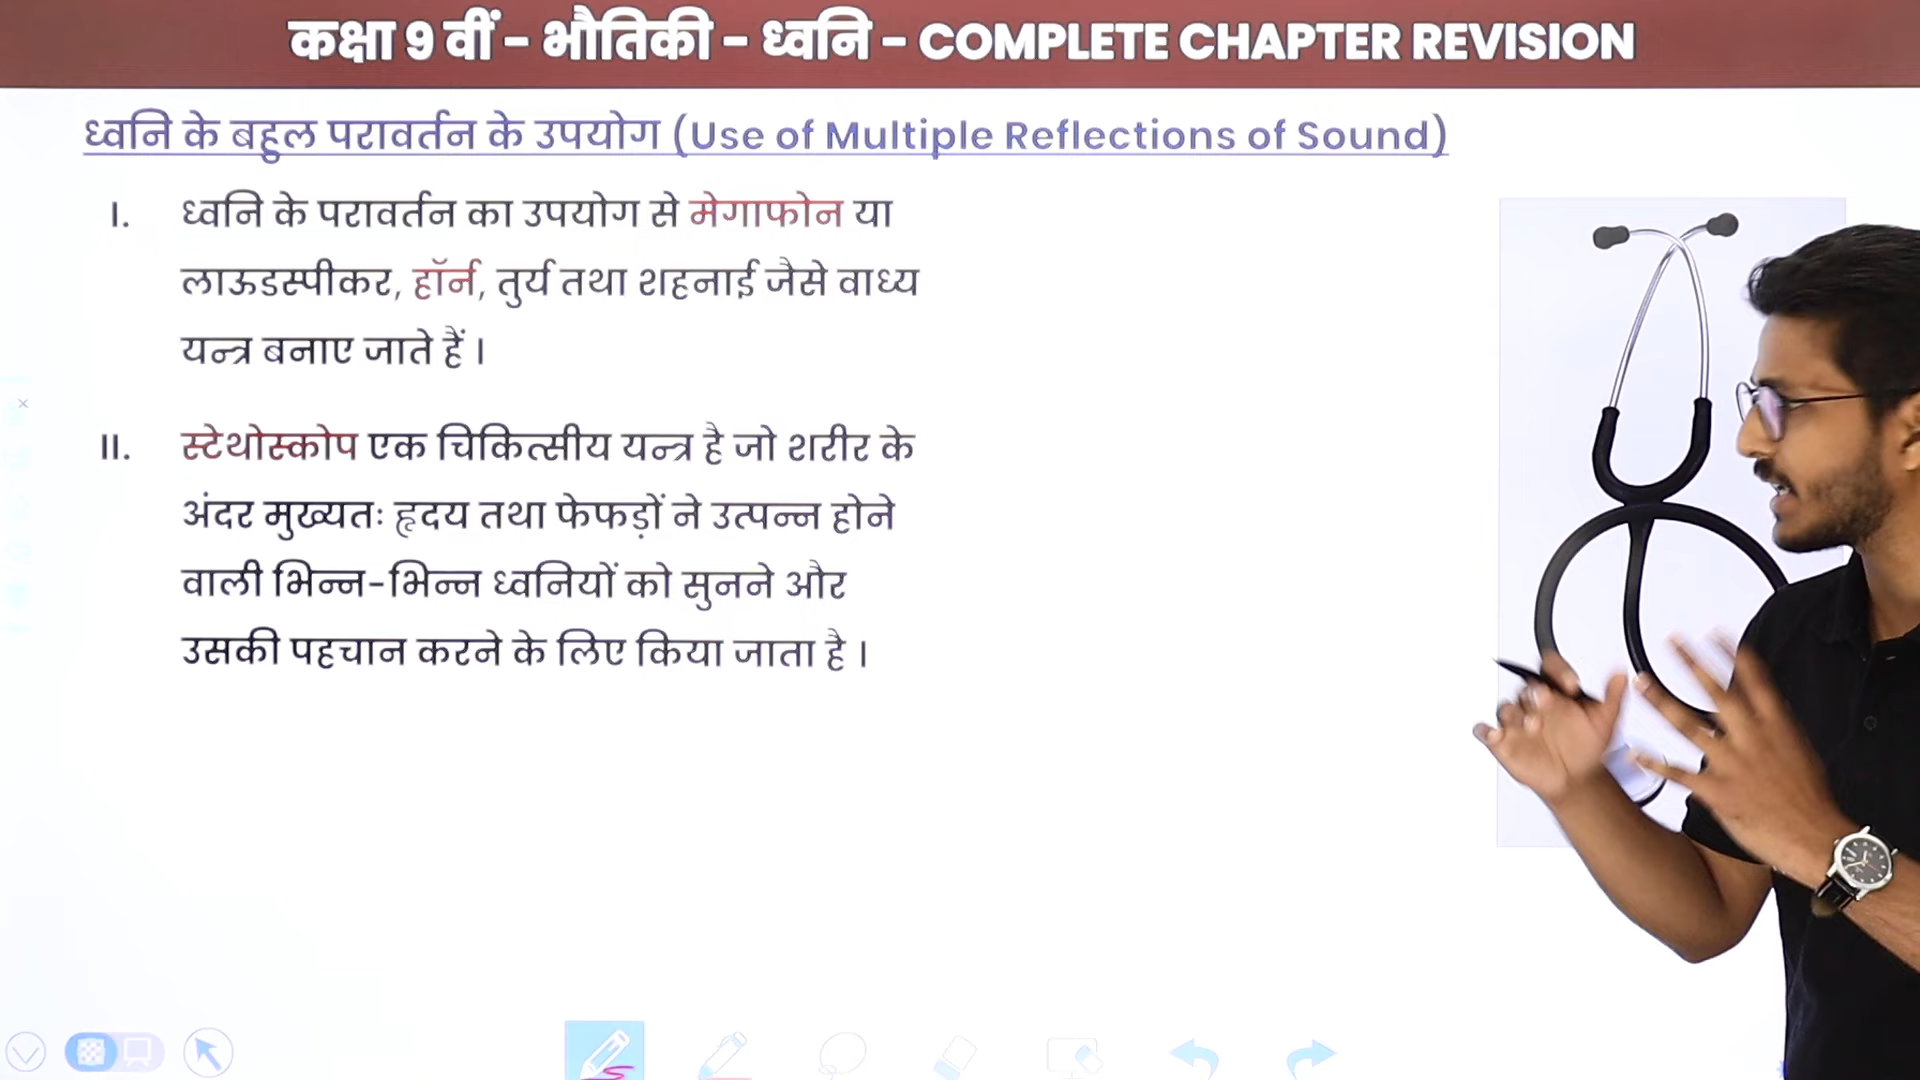 कक्षा 9 वीं - भौतिकी - ध्वनि - COMPLETE CHAPTER REVISION
ध्वनि के बहुल परावर्तन के उपयोग (Use of Multiple Reflections of Sound)
I. ध्वनि के परावर्तन का उपयोग से मेगाफोन या
लाऊडस्पीकर, हॉर्न, तुर्य तथा शहनाई जैसे वाध्य
यन्त्र बनाए जाते हैं ।
II. स्टेथोस्कोप एक चिकित्सीय यन्त्र है जो शरीर के
अंदर मुख्यतः हृदय तथा फेफड़ों ने उत्पन्न होने
वाली भिन्न-भिन्न ध्वनियों को सुनने और
उसकी पहचान करने के लिए किया जाता है ।